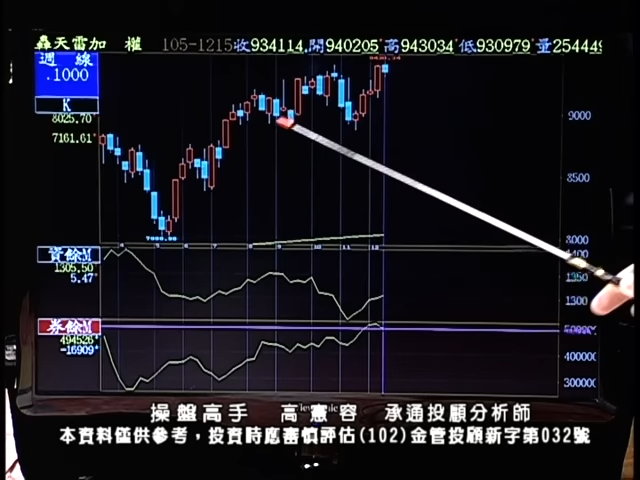 轟天雷加 權 105-1215收934114 開940205 高943034 低930979 量254449
週 線
.1000
K
8025.70
7161.61
9000
8500
8000
資餘M
1305.50
5.47
1400
1350
1300
券餘M
494526
-16909
400000
300000
操盤高手 高憲容 承通投顧分析師
本資料僅供參考，投資時應審慎評估(102)金管投顧新字第032號